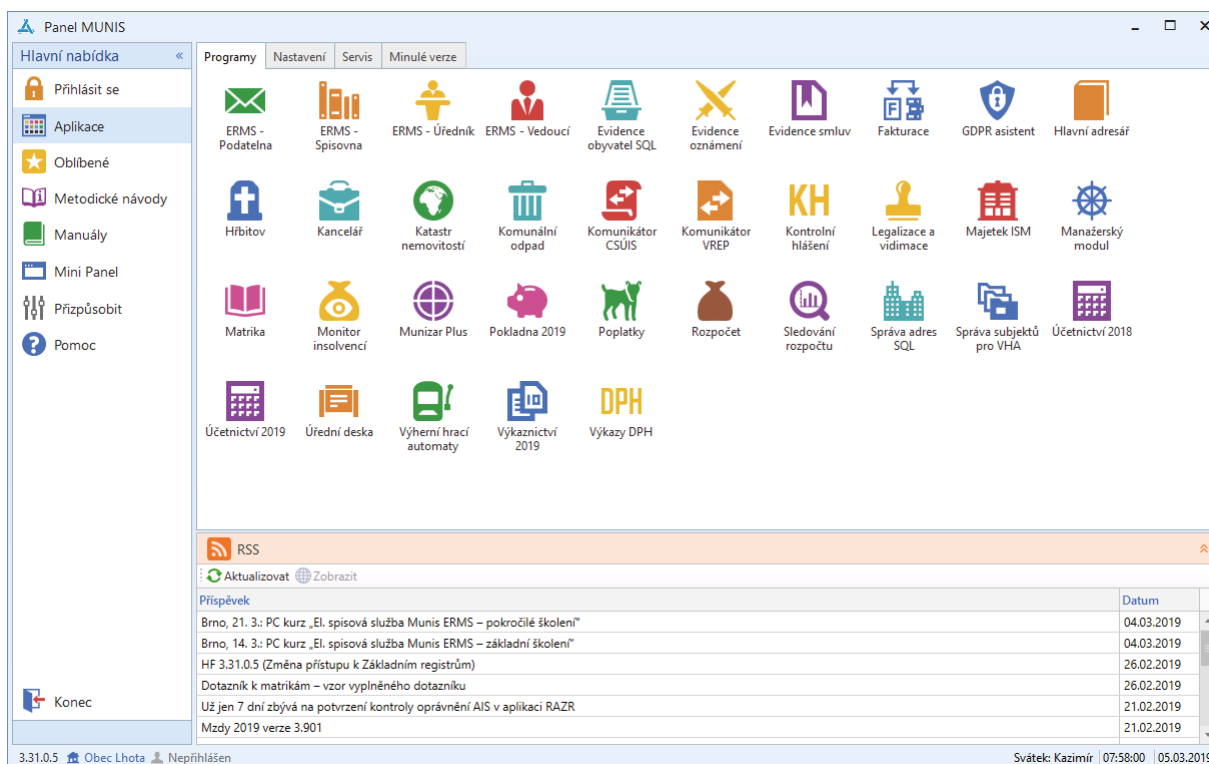 Panel MUNIS
Hlavní nabídka «
Přihlásit se
Aplikace
Oblíbené
Metodické návody
Manuály
Mini Panel
Přizpůsobit
Pomoc
Konec
Programy Nastavení Servis Minulé verze
ERMS - Podatelna
ERMS - Spisovna
ERMS - Úředník
ERMS - Vedoucí
Evidence obyvatel SQL
Evidence oznámení
Evidence smluv
F
Fakturace
GDPR asistent
Hlavní adresář
Hřbitov
Kancelář
Katastr nemovitostí
Komunální odpad
Komunikátor CSÚIS
Komunikátor VREP
KH
Kontrolní hlášení
Legalizace a vidimace
Majetek ISM
Manažerský modul
Matrika
Monitor insolvencí
Munizar Plus
Pokladna 2019
Poplatky
Rozpočet
Sledování rozpočtu
Správa adres SQL
Správa subjektů pro VHA
Účetnictví 2018
Účetnictví 2019
Úřední deska
Výherní hrací automaty
Výkaznictví 2019
DPH
Výkazy DPH
RSS
Aktualizovat Zobrazit
Příspěvek Datum
Brno, 21. 3.: PC kurz „El. spisová služba Munis ERMS – pokročilé školení" 04.03.2019
Brno, 14. 3.: PC kurz „El. spisová služba Munis ERMS – základní školení" 04.03.2019
HF 3.31.0.5 (Změna přístupu k Základním registrům) 26.02.2019
Dotazník k matrikám – vzor vyplněného dotazníku 26.02.2019
Už jen 7 dní zbývá na potvrzení kontroly oprávnění AIS v aplikaci RAZR 21.02.2019
Mzdy 2019 verze 3.901 21.02.2019
3.31.0.5 Obec Lhota Nepřihlášen Svátek: Kazimír 07:58:00 05.03.2019